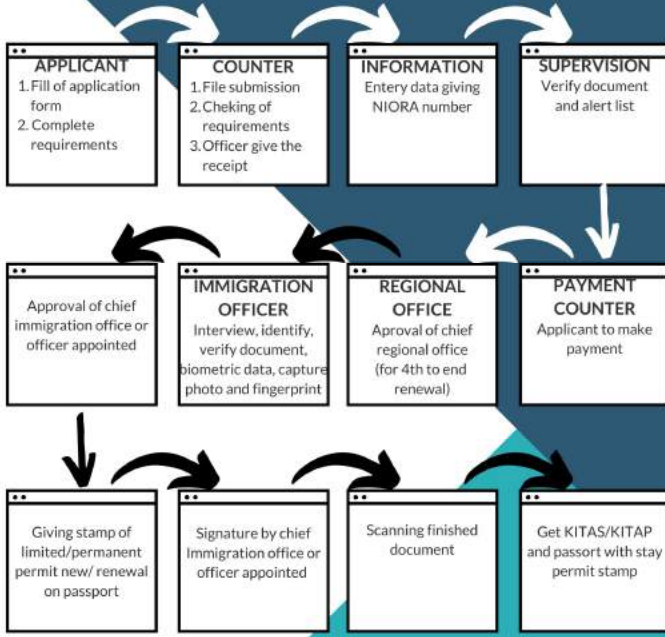 APPLICANT
1. Fill of application
form
2. Complete
requirements
COUNTER
1. File submission
2. Cheking of
requirements
3. Officer give the
receipt
INFORMATION
Entery data giving
NIORA number
SUPERVISION
Verify document
and alert list
Approval of chief
immigration office or
officer appointed
IMMIGRATION
OFFICER
Interview, identify,
verify document,
biometric data, capture
photo and fingerprint
REGIONAL
OFFICE
Aproval of chief
regional office
(for 4th to end
renewal)
PAYMENT
COUNTER
Applicant to make
payment
Giving stamp of
limited/permanent
permit new/ renewal
on passport
Signature by chief
Immigration office or
officer appointed
Scanning finished
document
Get KITAS/KITAP
and passort with stay
permit stamp